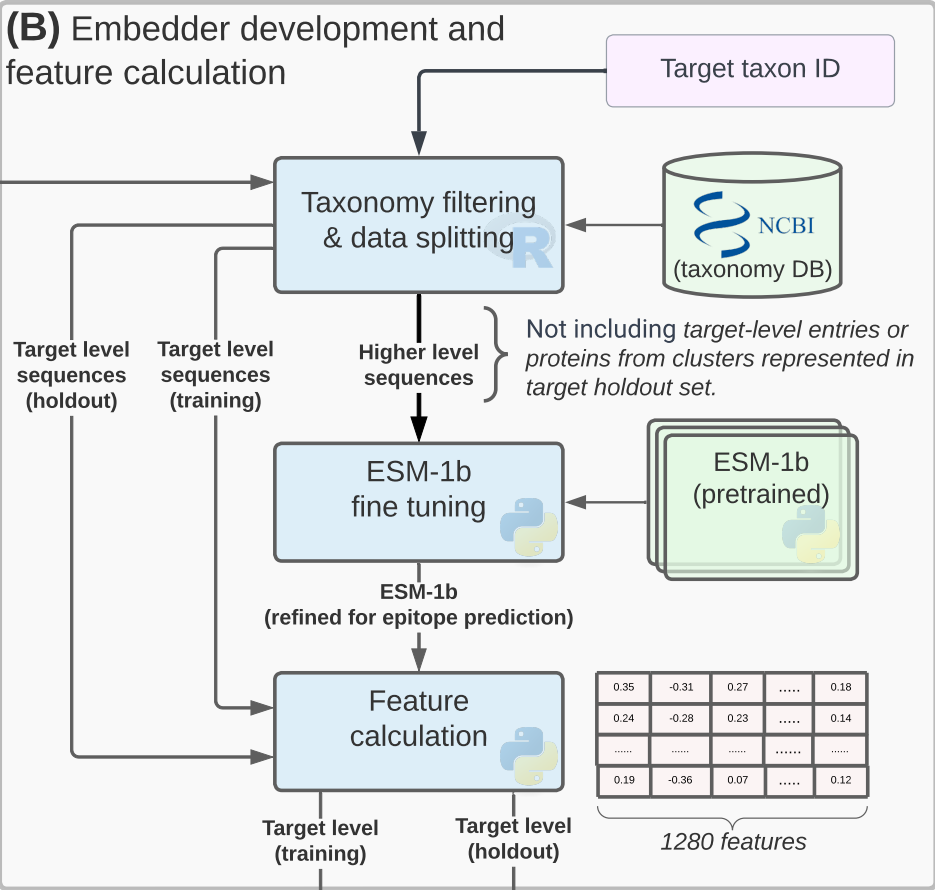 (B) Embedder development and
feature calculation
Target taxon ID
Taxonomy filtering
& data splitting
R
NCBI
(taxonomy DB)
Target level
sequences
(holdout)
Target level
sequences
(training)
Higher level
sequences
Not including target-level entries or
proteins from clusters represented in
target holdout set.
ESM-1b
fine tuning
ESM-1b
(pretrained)
ESM-1b
(refined for epitope prediction)
Feature
calculation
0.35 -0.31 0.27 ..... 0.18
0.24 -0.28 0.23 ..... 0.14
...... ...... ...... ...... ......
0.19 -0.36 0.07 ..... 0.12
1280 features
Target level
(training)
Target level
(holdout)